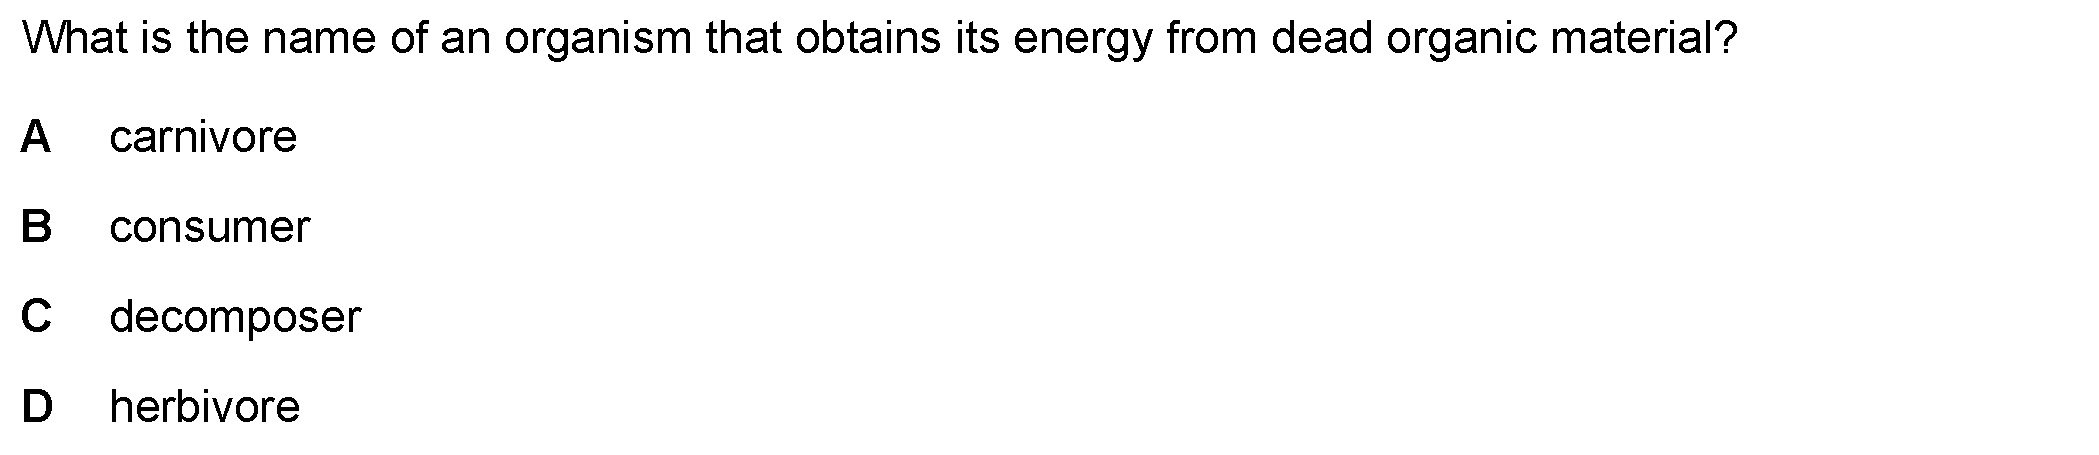 What is the name of an organism that obtains its energy from dead organic material?
A carnivore
B consumer
C decomposer
D herbivore